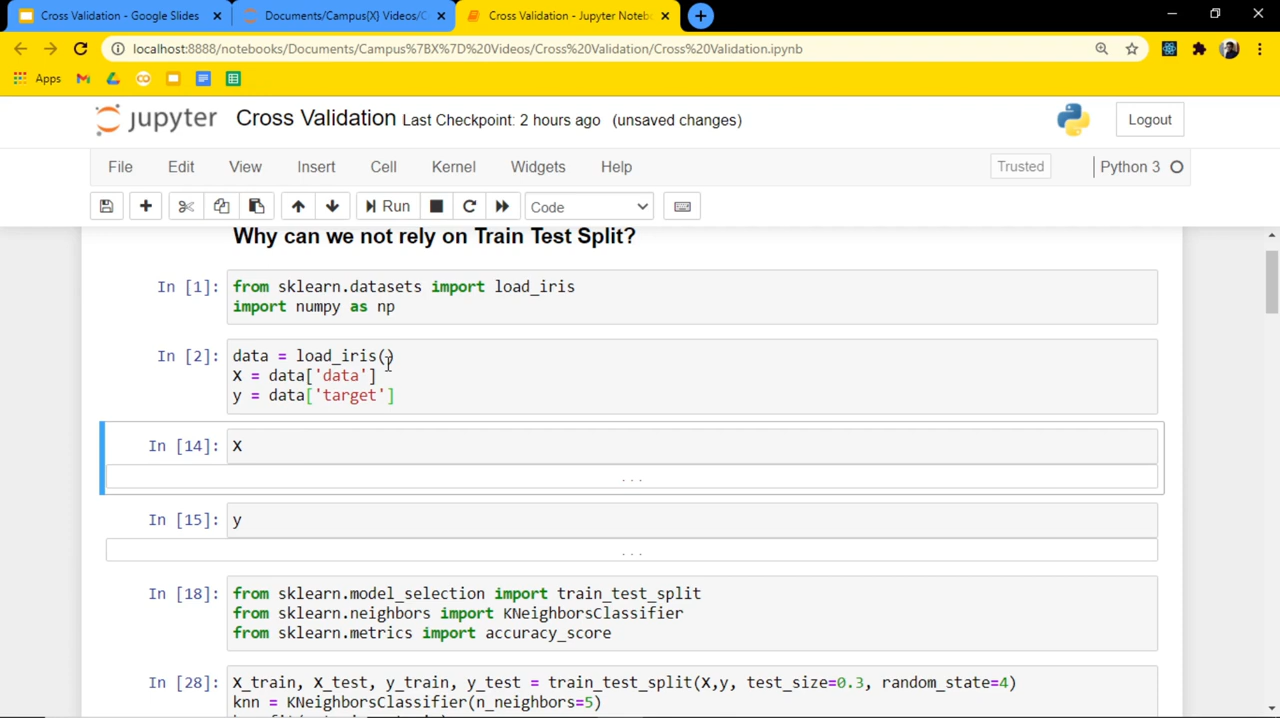 Cross Validation - Google Slides
Documents/Campus{X} Videos/C
Cross Validation - Jupyter Noteb
localhost:8888/notebooks/Documents/Campus%7BX%7D%20Videos/Cross%20Validation/Cross%20Validation.ipynb
Apps
jupyter Cross Validation Last Checkpoint: 2 hours ago (unsaved changes)
Logout
File Edit View Insert Cell Kernel Widgets Help
Trusted
Python 3
Run
Code
Why can we not rely on Train Test Split?
In [1]: from sklearn.datasets import load_iris
import numpy as np
In [2]: data = load_iris()
X = data['data']
y = data['target']
In [14]: X
...
In [15]: y
...
In [18]: from sklearn.model_selection import train_test_split
from sklearn.neighbors import KNeighborsClassifier
from sklearn.metrics import accuracy_score
In [28]: X_train, X_test, y_train, y_test = train_test_split(X,y, test_size=0.3, random_state=4)
knn = KNeighborsClassifier(n_neighbors=5)